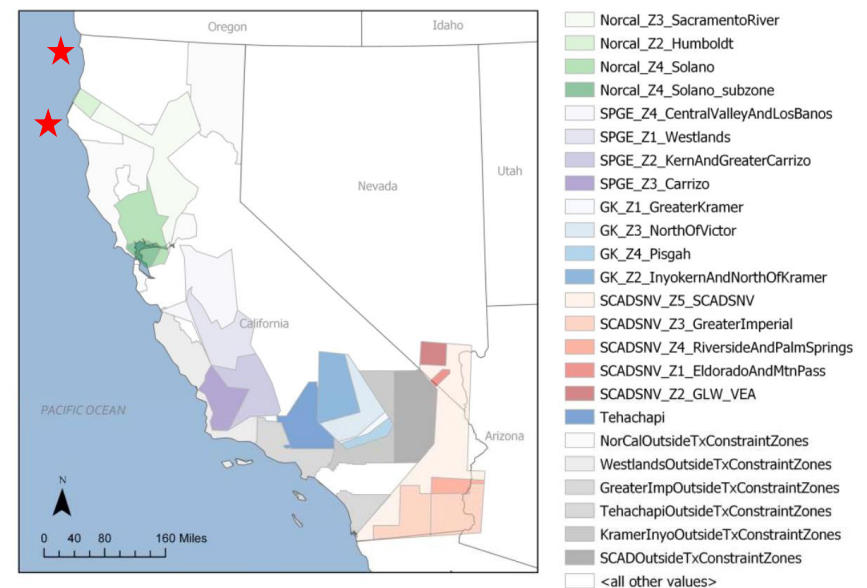 Oregon
Idaho
Nevada
Utah
California
Arizona
PACIFIC OCEAN
N
0 40 80 160 Miles
Norcal_Z3_SacramentoRiver
Norcal_Z2_Humboldt
Norcal_Z4_Solano
Norcal_Z4_Solano_subzone
SPGE_Z4_CentralValleyAndLosBanos
SPGE_Z1_Westlands
SPGE_Z2_KernAndGreaterCarrizo
SPGE_Z3_Carrizo
GK_Z1_GreaterKramer
GK_Z3_NorthOfVictor
GK_Z4_Pisgah
GK_Z2_InyokernAndNorthOfKramer
SCADSNV_Z5_SCADSNV
SCADSNV_Z3_GreaterImperial
SCADSNV_Z4_RiversideAndPalmSprings
SCADSNV_Z1_EldoradoAndMtnPass
SCADSNV_Z2_GLW_VEA
Tehachapi
NorCalOutsideTxConstraintZones
WestlandsOutsideTxConstraintZones
GreaterImpOutsideTxConstraintZones
TehachapiOutsideTxConstraintZones
KramerInyoOutsideTxConstraintZones
SCADOutsideTxConstraintZones
<all other values>